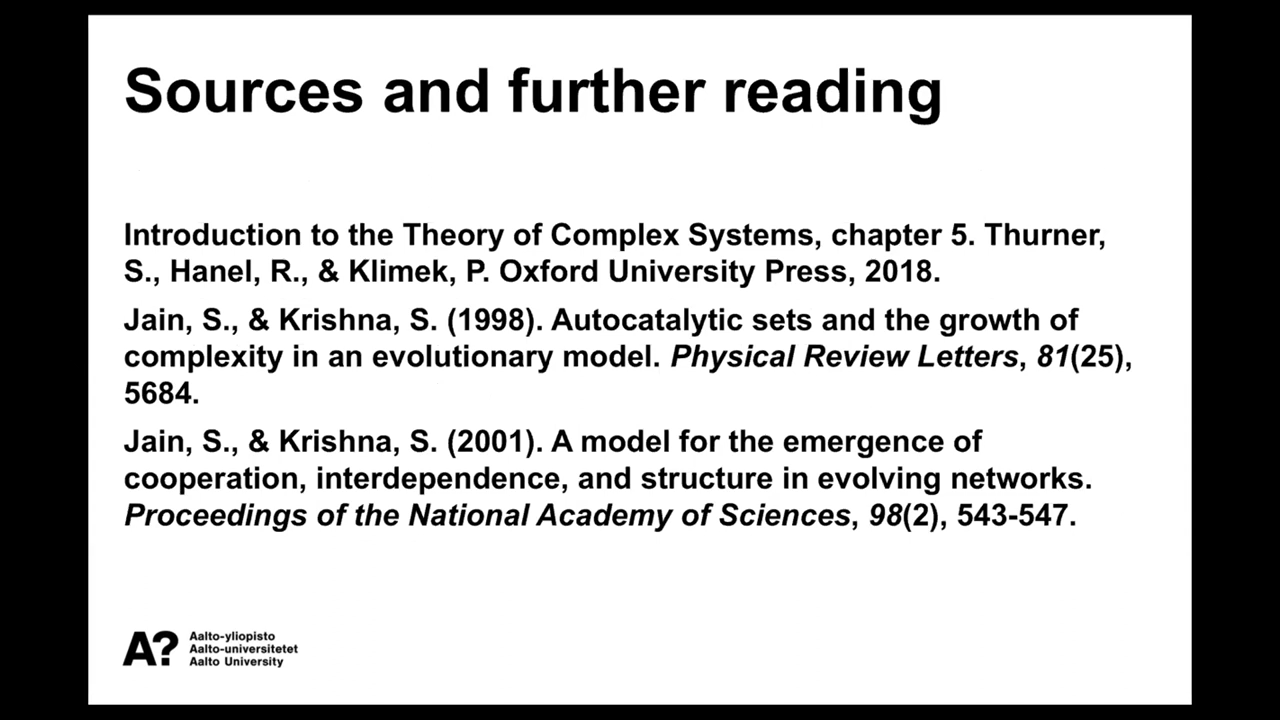 Sources and further reading
Introduction to the Theory of Complex Systems, chapter 5. Thurner,
S., Hanel, R., & Klimek, P. Oxford University Press, 2018.
Jain, S., & Krishna, S. (1998). Autocatalytic sets and the growth of
complexity in an evolutionary model. Physical Review Letters, 81(25),
5684.
Jain, S., & Krishna, S. (2001). A model for the emergence of
cooperation, interdependence, and structure in evolving networks.
Proceedings of the National Academy of Sciences, 98(2), 543-547.
A?
Aalto-yliopisto
Aalto-universitetet
Aalto University